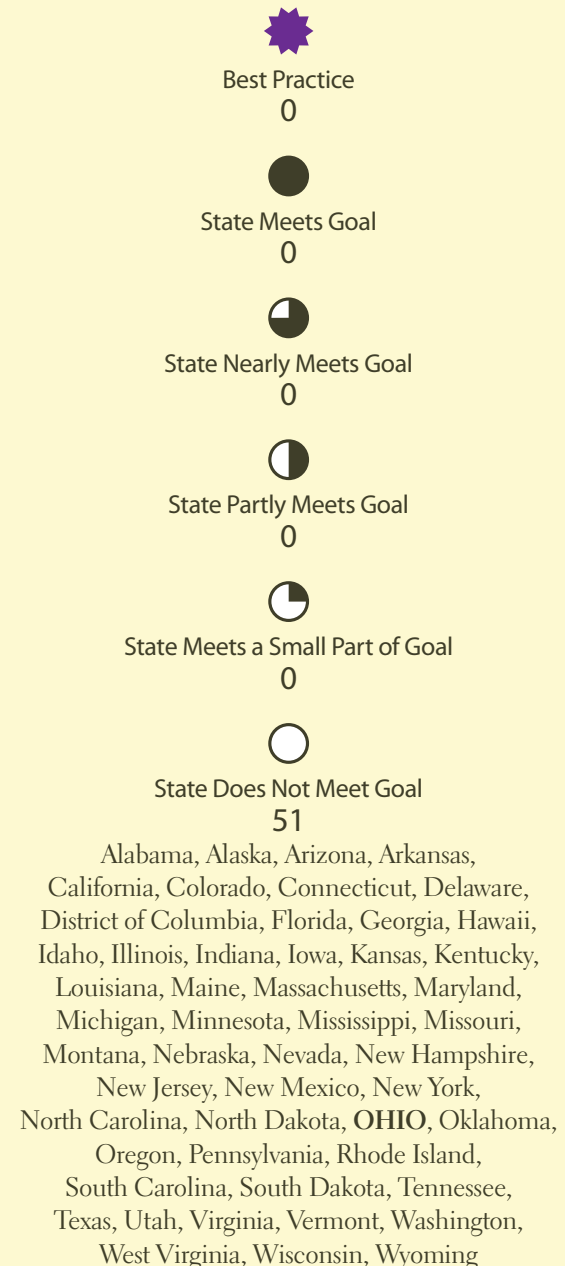 Best Practice
0
State Meets Goal
0
State Nearly Meets Goal
0
State Partly Meets Goal
0
State Meets a Small Part of Goal
0
State Does Not Meet Goal
51
Alabama, Alaska, Arizona, Arkansas,
California, Colorado, Connecticut, Delaware,
District of Columbia, Florida, Georgia, Hawaii,
Idaho, Illinois, Indiana, Iowa, Kansas, Kentucky,
Louisiana, Maine, Massachusetts, Maryland,
Michigan, Minnesota, Mississippi, Missouri,
Montana, Nebraska, Nevada, New Hampshire,
New Jersey, New Mexico, New York,
North Carolina, North Dakota, OHIO, Oklahoma,
Oregon, Pennsylvania, Rhode Island,
South Carolina, South Dakota, Tennessee,
Texas, Utah, Virginia, Vermont, Washington,
West Virginia, Wisconsin, Wyoming